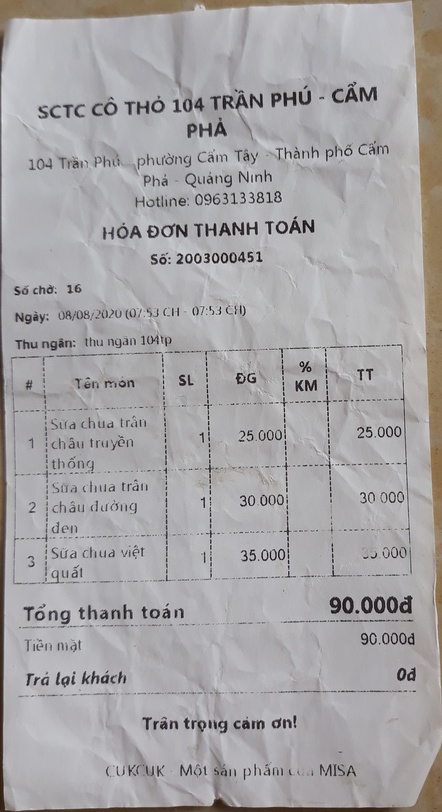 SCTC CÔ THỎ 104 TRẦN PHÚ - CẨM
PHẢ
104 Trần Phú - phường Cẩm Tây - Thành phố Cẩm
Phả - Quảng Ninh
Hotline: 0963133818
HÓA ĐƠN THANH TOÁN
Số: 2003000451
Số chờ: 16
Ngày: 08/08/2020 (07:53 CH - 07:53 CH)
Thu ngân: thu ngân 104tp
# Tên món SL ĐG % KM TT
1 Sữa chua trân châu truyền thống 1 25.000 25.000
2 Sữa chua trân châu đường đen 1 30.000 30.000
3 Sữa chua việt quất 1 35.000 35.000
Tổng thanh toán 90.000đ
Tiền mặt 90.000đ
Trả lại khách 0đ
Trân trọng cảm ơn!
CUKCUK - Một sản phẩm của MISA